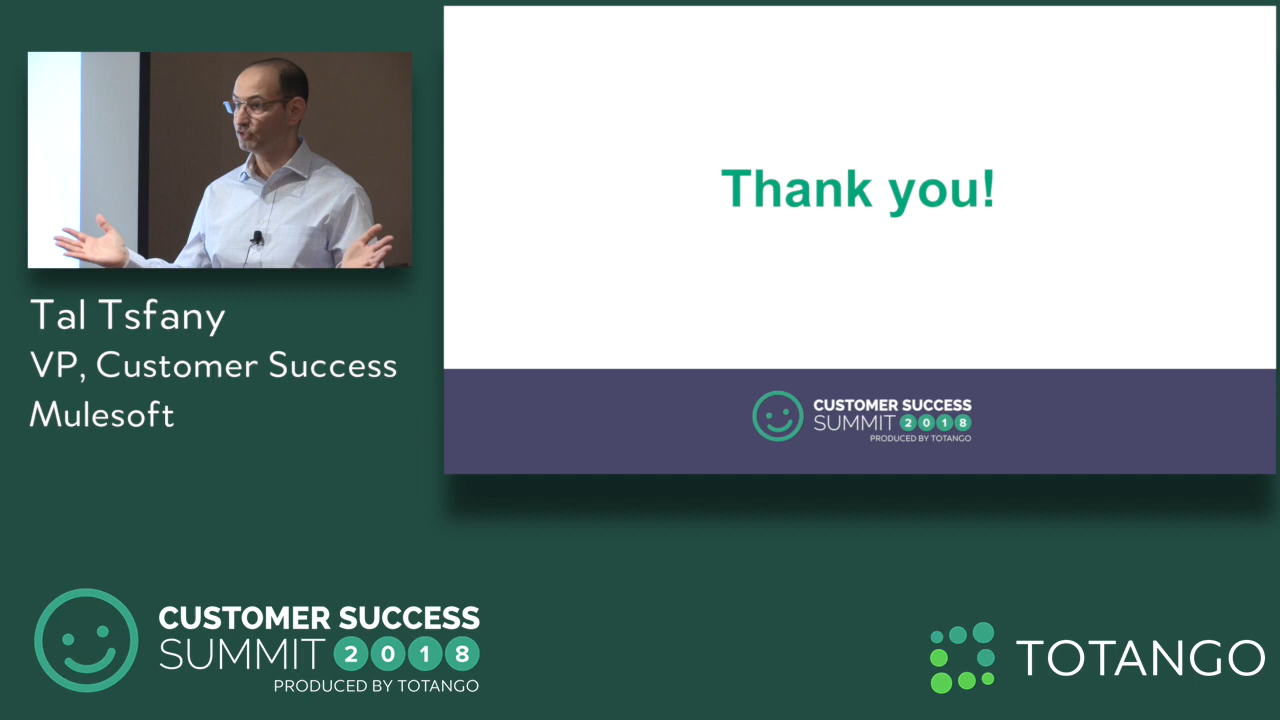 Tal Tsfany
VP, Customer Success
Mulesoft
Thank you!
CUSTOMER SUCCESS
SUMMIT 2018
PRODUCED BY TOTANGO
CUSTOMER SUCCESS
SUMMIT 2018
PRODUCED BY TOTANGO
TOTANGO